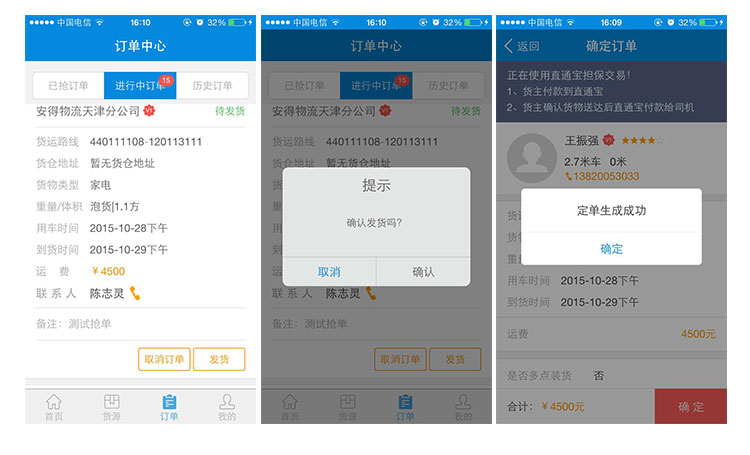 中国电信 16:10 32%
订单中心
已抢订单 进行中订单 15 历史订单
安得物流天津分公司 V1 待发货
货运路线 440111108-120113111
货仓地址 暂无货仓地址
货物类型 家电
重量/体积 泡货|1.1方
用车时间 2015-10-28下午
到货时间 2015-10-29下午
运 费 ¥4500
联 系 人 陈志灵
备注：测试抢单
取消订单 发货
首页 货源 订单 我的
中国电信 16:10 32%
订单中心
已抢订单 进行中订单 15 历史订单
安得物流天津分公司 V1 待发货
货运路线 440111108-120113111
货仓地址 暂无货仓地址
提示
确认发货吗?
取消 确认
联 系 人 陈志灵
备注：测试抢单
取消订单 发货
首页 货源 订单 我的
中国电信 16:09 32%
返回 确定订单
正在使用直通宝担保交易!
1、货主付款到直通宝
2、货主确认货物送达后直通宝付款给司机
王振强
2.7米车 0米
13820053033
定单生成成功
确定
用车时间 2015-10-28下午
到货时间 2015-10-29下午
运费 4500元
是否多点装货 否
合计：¥4500元 确 定